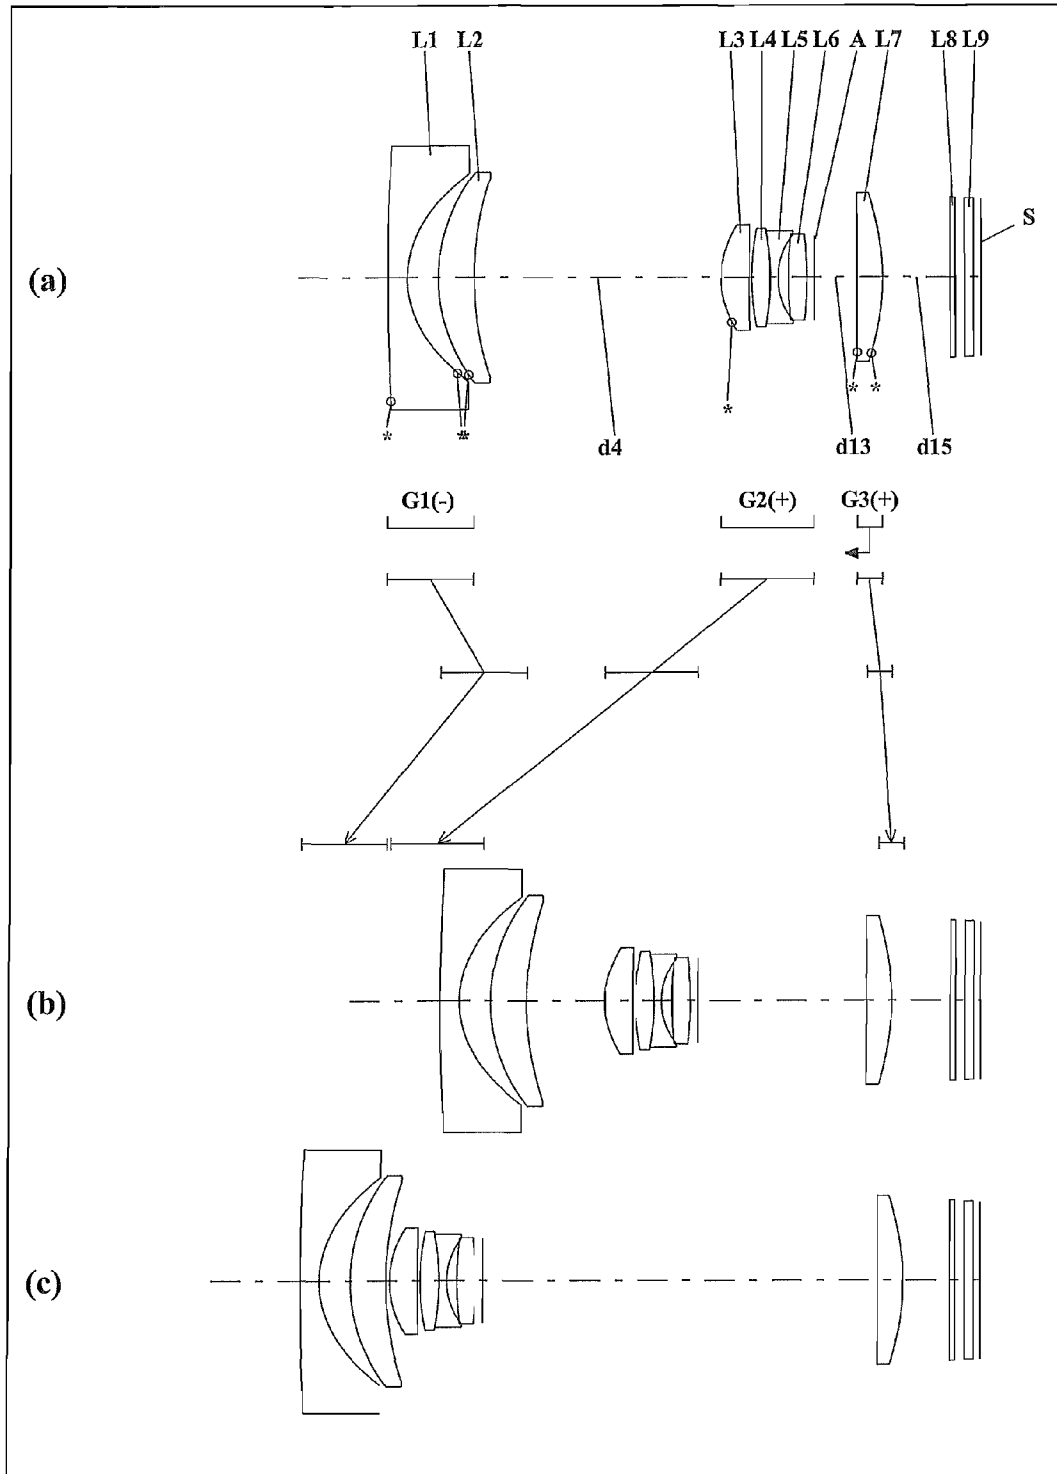 L1 L2 L3 L4 L5 L6 A L7 L8 L9
S
(a)
* ** * * *
d4 d13 d15
G1(-) G2(+) G3(+)
(b)
(c)